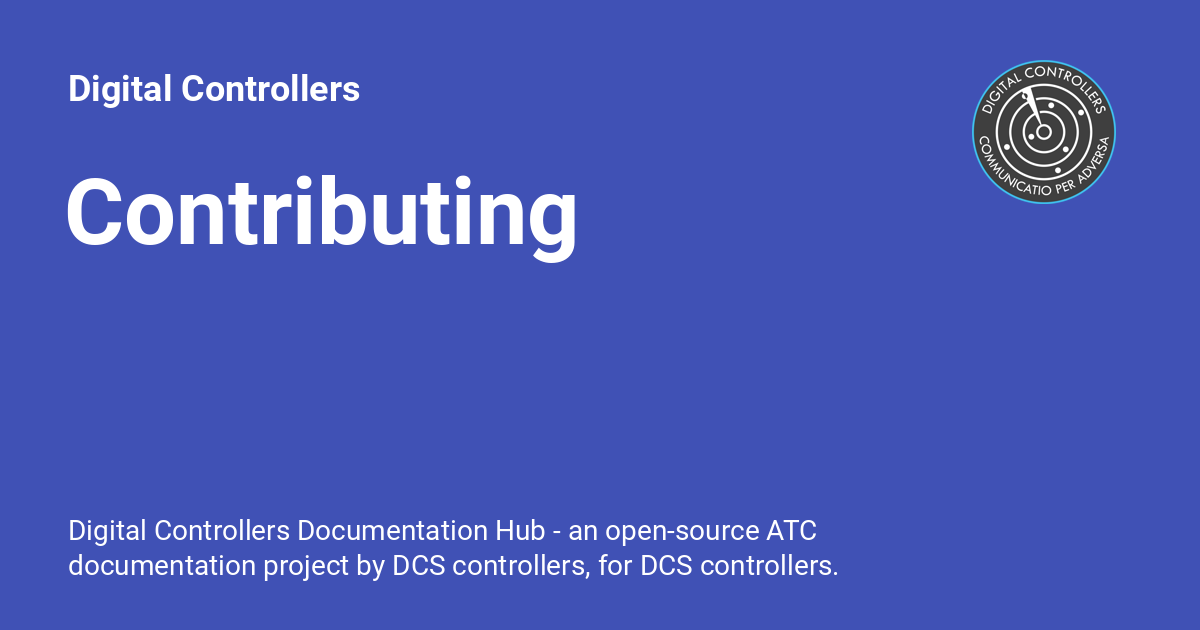 Digital Controllers
DIGITAL CONTROLLERS
COMMUNICATIO PER ADVERSA
Contributing
Digital Controllers Documentation Hub - an open-source ATC
documentation project by DCS controllers, for DCS controllers.